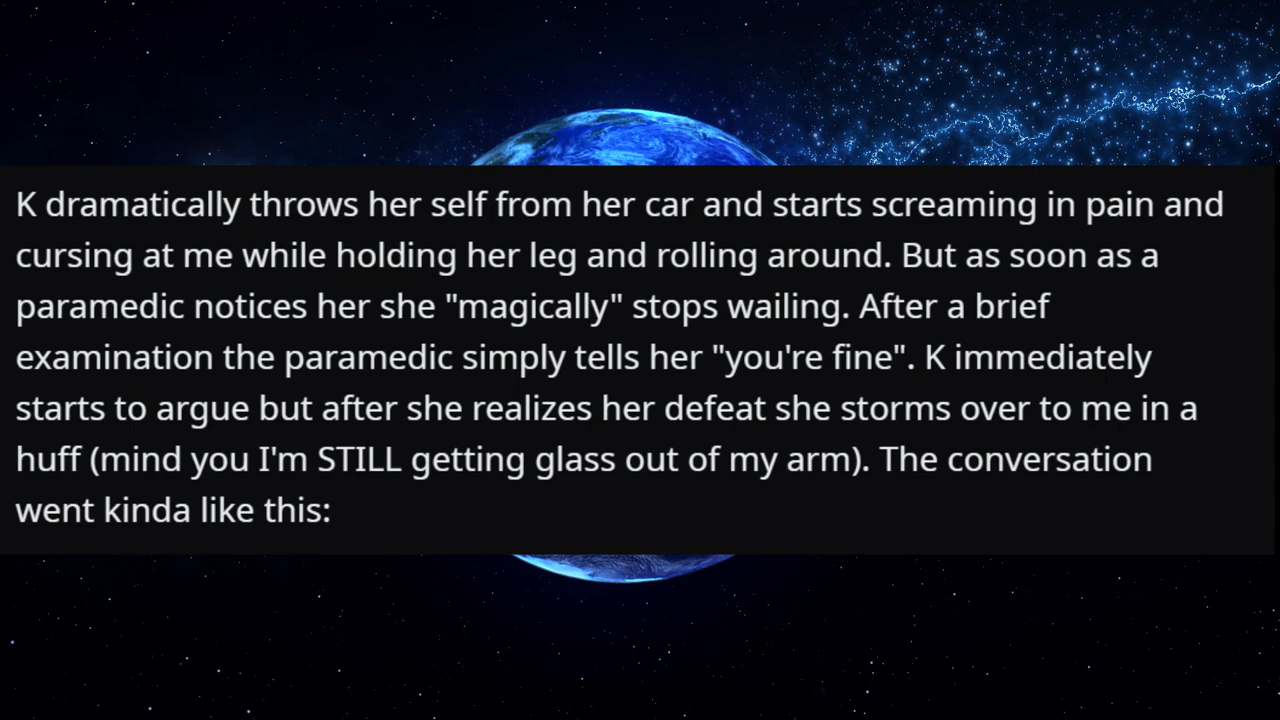 K dramatically throws her self from her car and starts screaming in pain and
cursing at me while holding her leg and rolling around. But as soon as a
paramedic notices her she "magically" stops wailing. After a brief
examination the paramedic simply tells her "you're fine". K immediately
starts to argue but after she realizes her defeat she storms over to me in a
huff (mind you I'm STILL getting glass out of my arm). The conversation
went kinda like this: